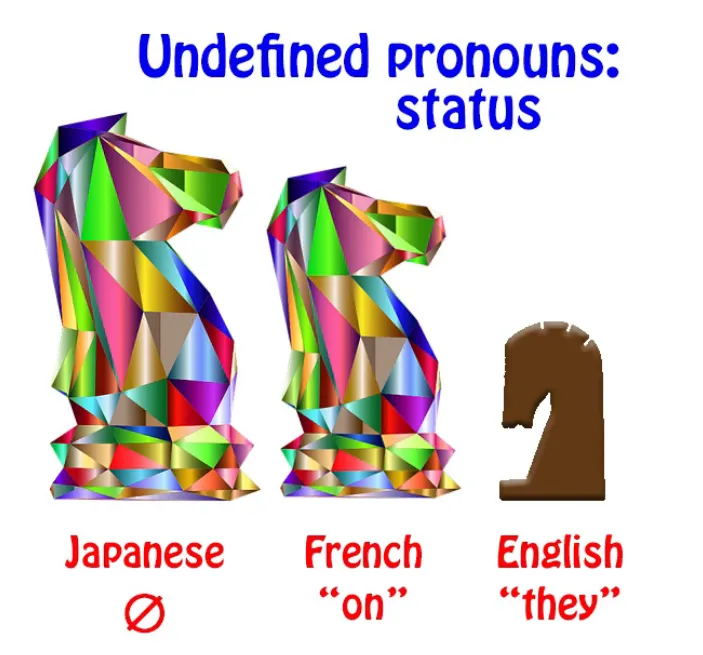 Undefined pronouns:
status
Japanese French English
∅ “on” “they”